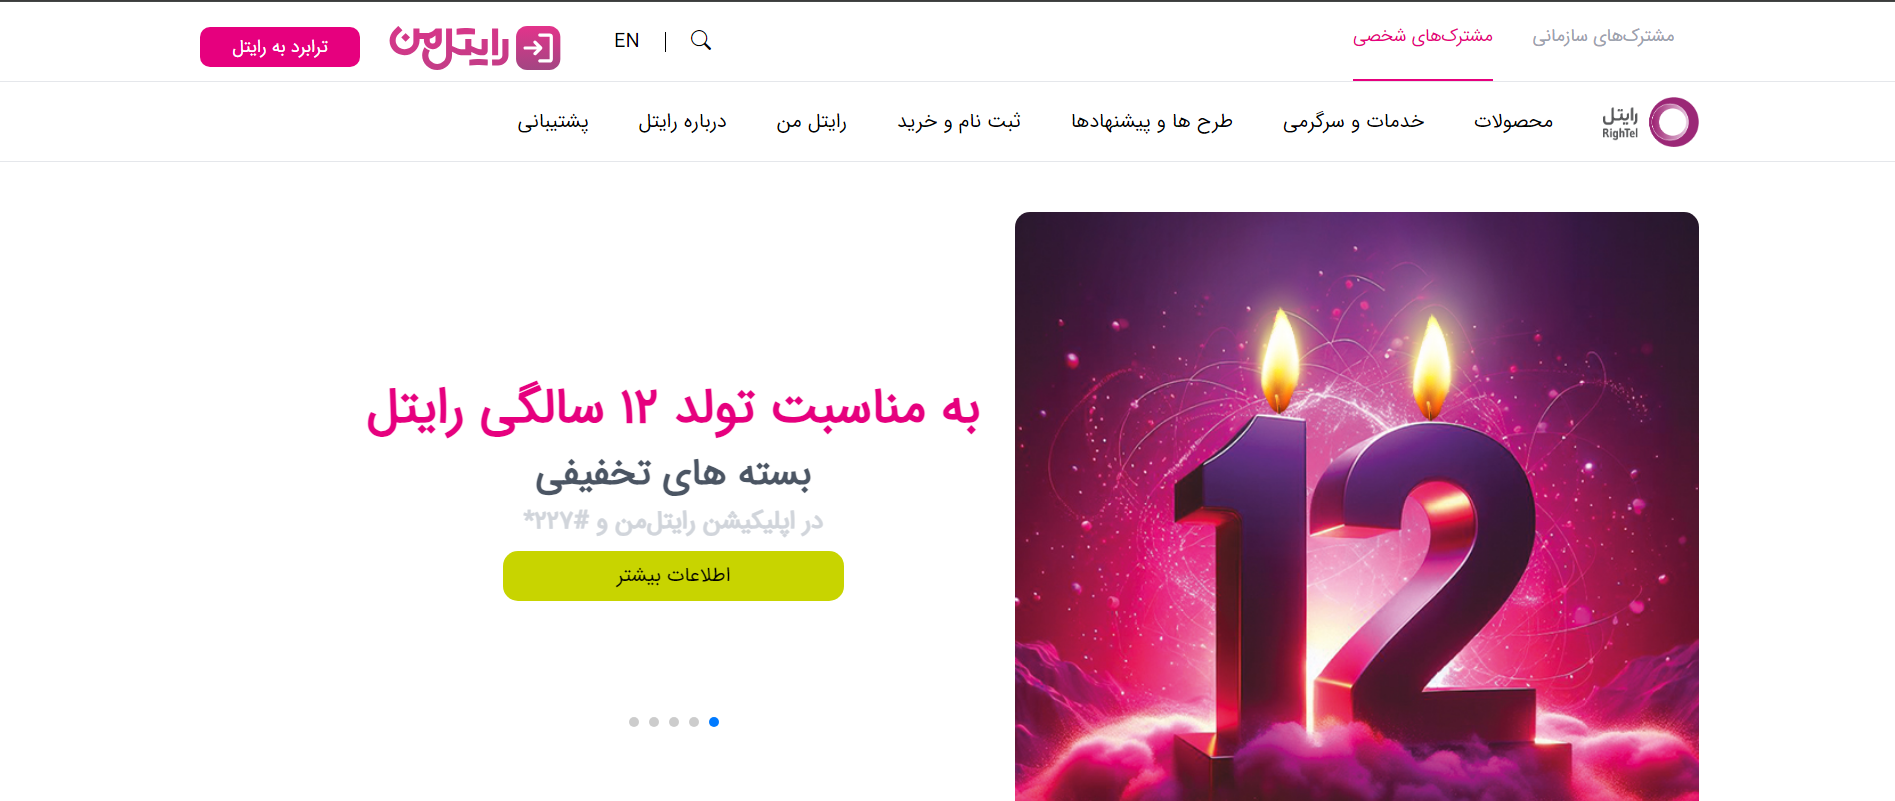 مشترک‌های سازمانی
مشترک‌های شخصی
EN
رایتل‌من
ترابرد به رایتل
رایتل
RighTel
محصولات
خدمات و سرگرمی
طرح ها و پیشنهادها
ثبت نام و خرید
رایتل من
درباره رایتل
پشتیبانی
12
به مناسبت تولد ۱۲ سالگی رایتل
بسته های تخفیفی
در اپلیکیشن رایتل‌من و #۲۲۷*
اطلاعات بیشتر